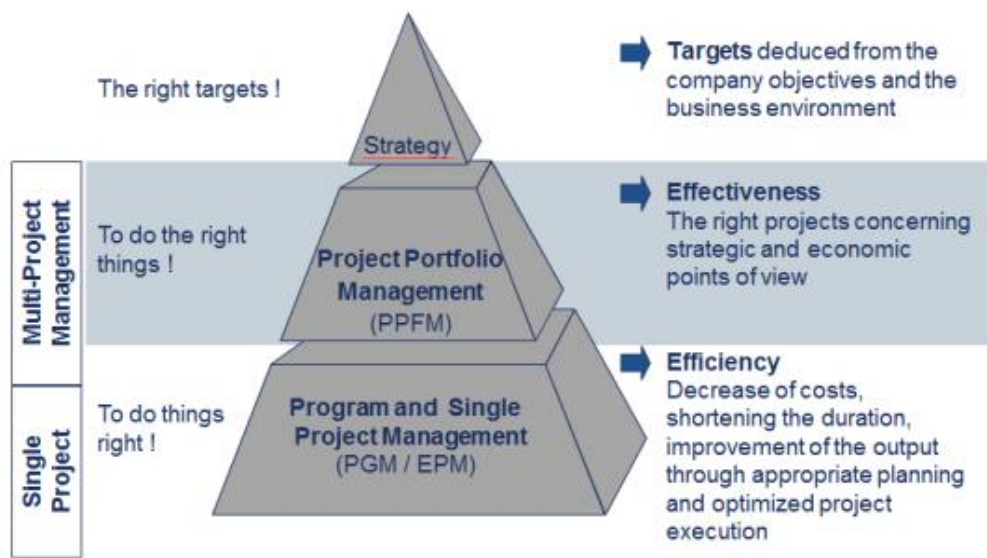 The right targets !
Strategy
Targets deduced from the
company objectives and the
business environment
Multi-Project
Management
To do the right
things !
Project Portfolio
Management
(PPFM)
Effectiveness
The right projects concerning
strategic and economic
points of view
Single
Project
To do things
right !
Program and Single
Project Management
(PGM / EPM)
Efficiency
Decrease of costs,
shortening the duration,
improvement of the output
through appropriate planning
and optimized project
execution